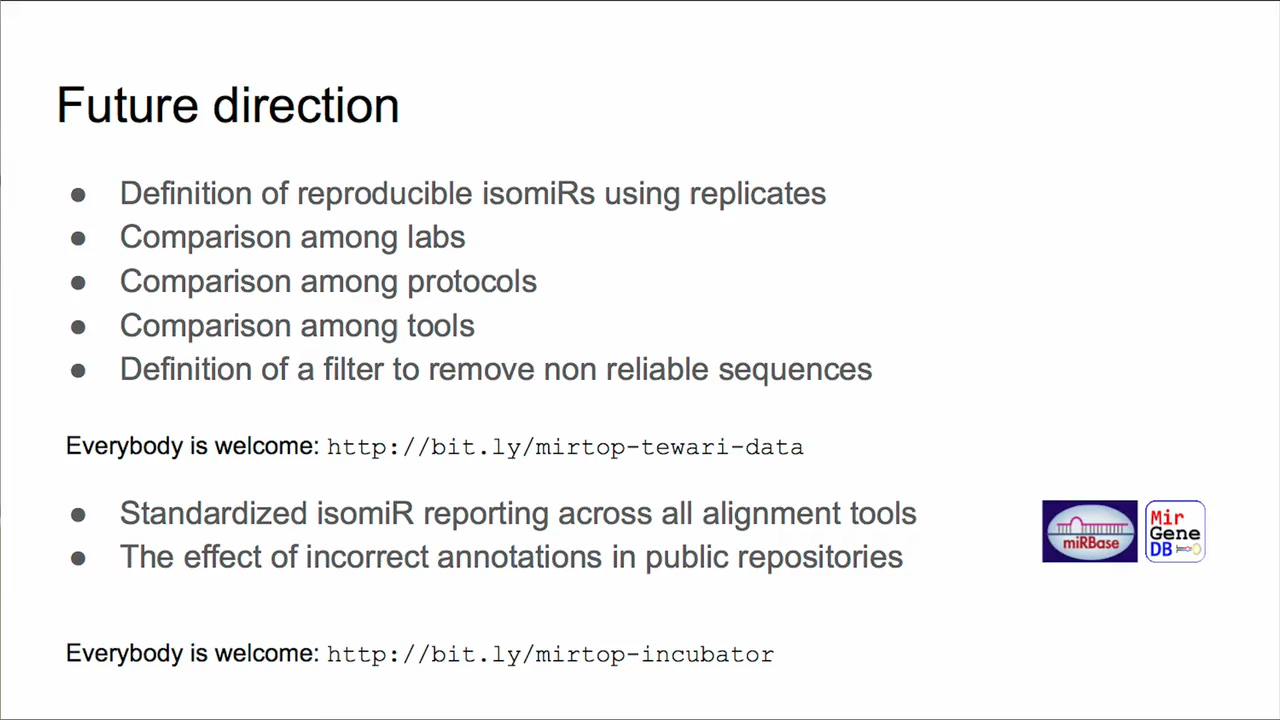 Future direction
● Definition of reproducible isomiRs using replicates
● Comparison among labs
● Comparison among protocols
● Comparison among tools
● Definition of a filter to remove non reliable sequences
Everybody is welcome: http://bit.ly/mirtop-tewari-data
● Standardized isomiR reporting across all alignment tools
● The effect of incorrect annotations in public repositories
miRBase
Mir
Gene
DB
Everybody is welcome: http://bit.ly/mirtop-incubator